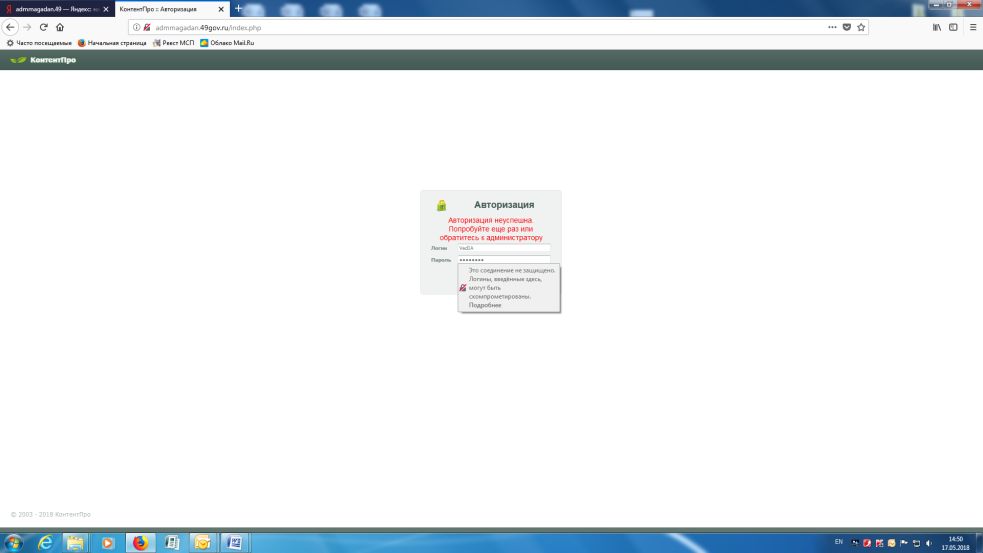 admmagadan.49 — Яндекс: на
КонтентПро :: Авторизация
admmagadan.49gov.ru/index.php
Часто посещаемые
Начальная страница
Реест МСП
Облако Mail.Ru
КонтентПро
Авторизация
Авторизация неуспешна
Попробуйте еще раз или
обратитесь к администратору
Логин
VedIA
Пароль
Это соединение не защищено.
Логины, введённые здесь,
могут быть
скомпрометированы.
Подробнее
© 2003 - 2018 КонтентПро
EN
14:50
17.05.2018